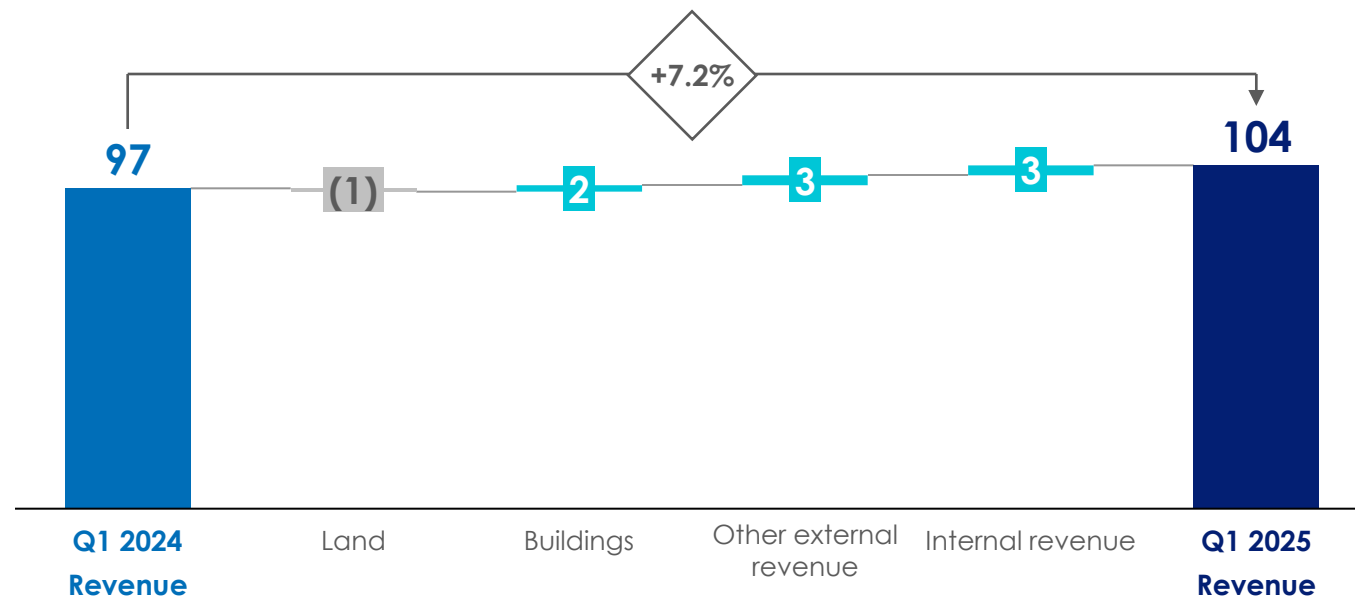 +7.2%
97
(1)
2
3
3
104
Q1 2024
Revenue
Land
Buildings
Other external
revenue
Internal revenue
Q1 2025
Revenue